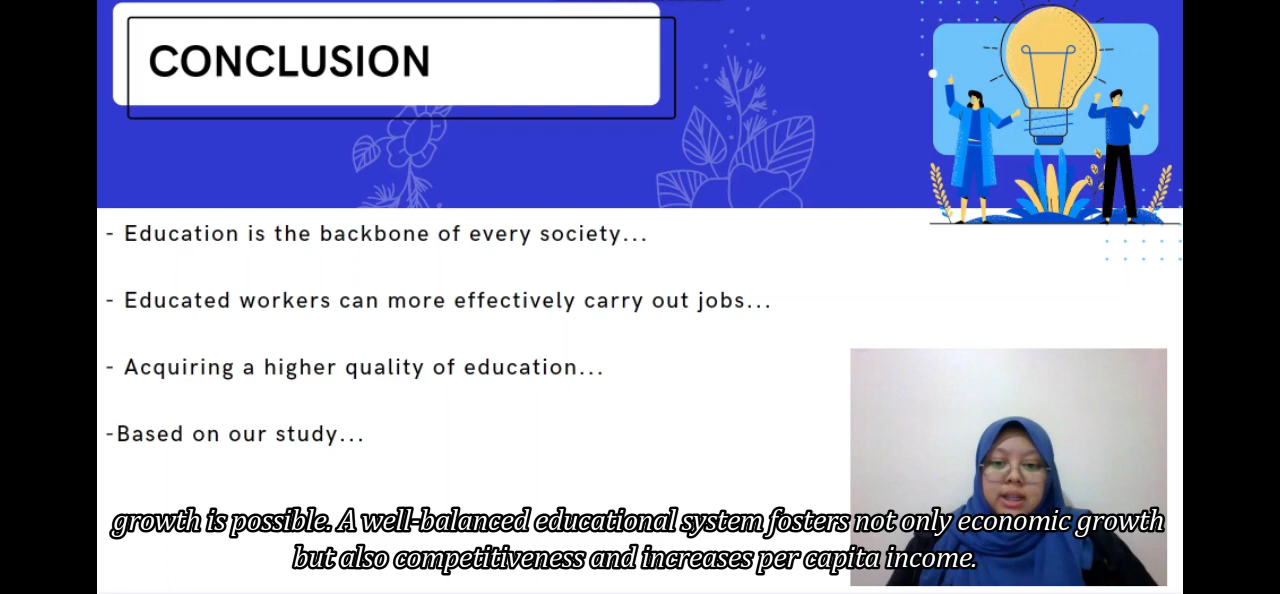 CONCLUSION
- Education is the backbone of every society...
- Educated workers can more effectively carry out jobs...
- Acquiring a higher quality of education...
-Based on our study...
growth is possible. A well-balanced educational system fosters not only economic growth
but also competitiveness and increases per capita income.